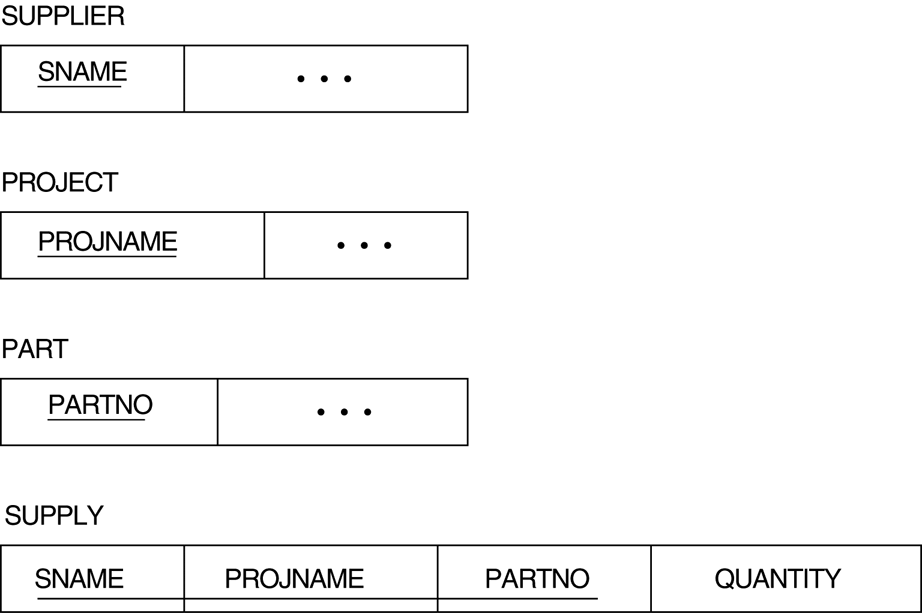 SUPPLIER
SNAME • • •
PROJECT
PROJNAME • • •
PART
PARTNO • • •
SUPPLY
SNAME PROJNAME PARTNO QUANTITY